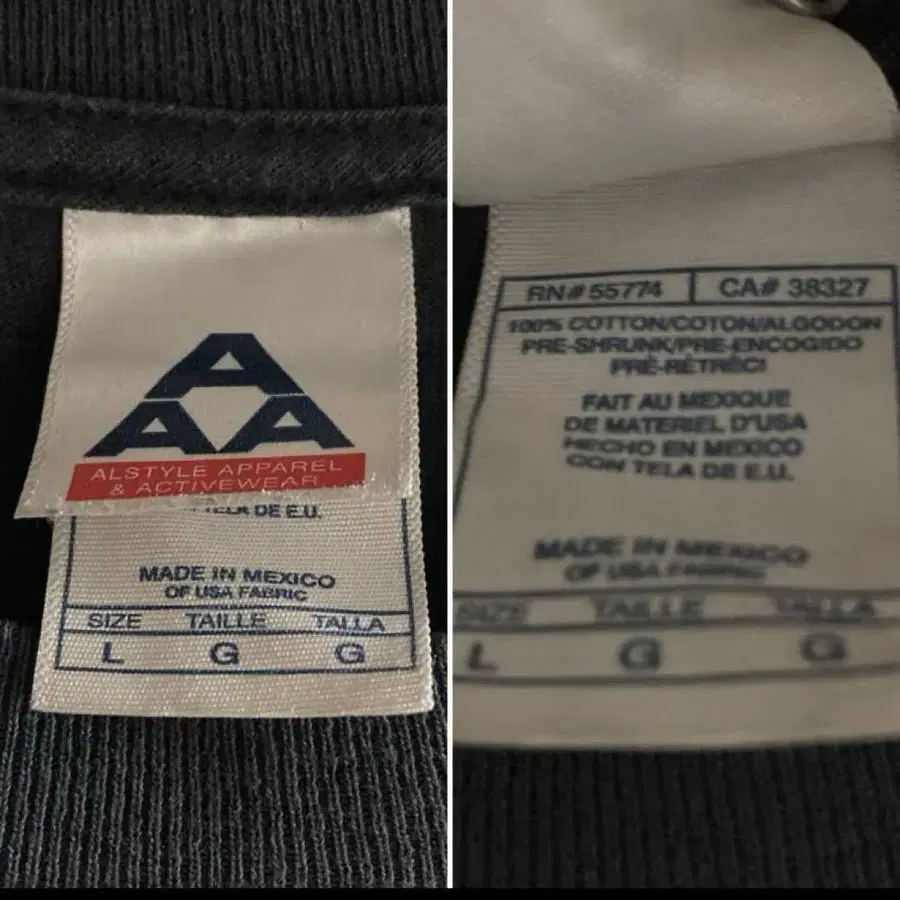 A
A A
ALSTYLE APPAREL
& ACTIVEWEAR
TELA DE E.U.
MADE IN MEXICO
OF USA FABRIC
SIZE TAILLE TALLA
L G G
RN# 55774 CA# 38327
100% COTTON/COTON/ALGODON
PRE-SHRUNK/PRE-ENCOGIDO
PRÉ-RÉTRÉCI
FAIT AU MEXIQUE
DE MATERIEL D'USA
HECHO EN MEXICO
CON TELA DE E.U.
MADE IN MEXICO
OF USA FABRIC
SIZE TAILLE TALLA
L G G